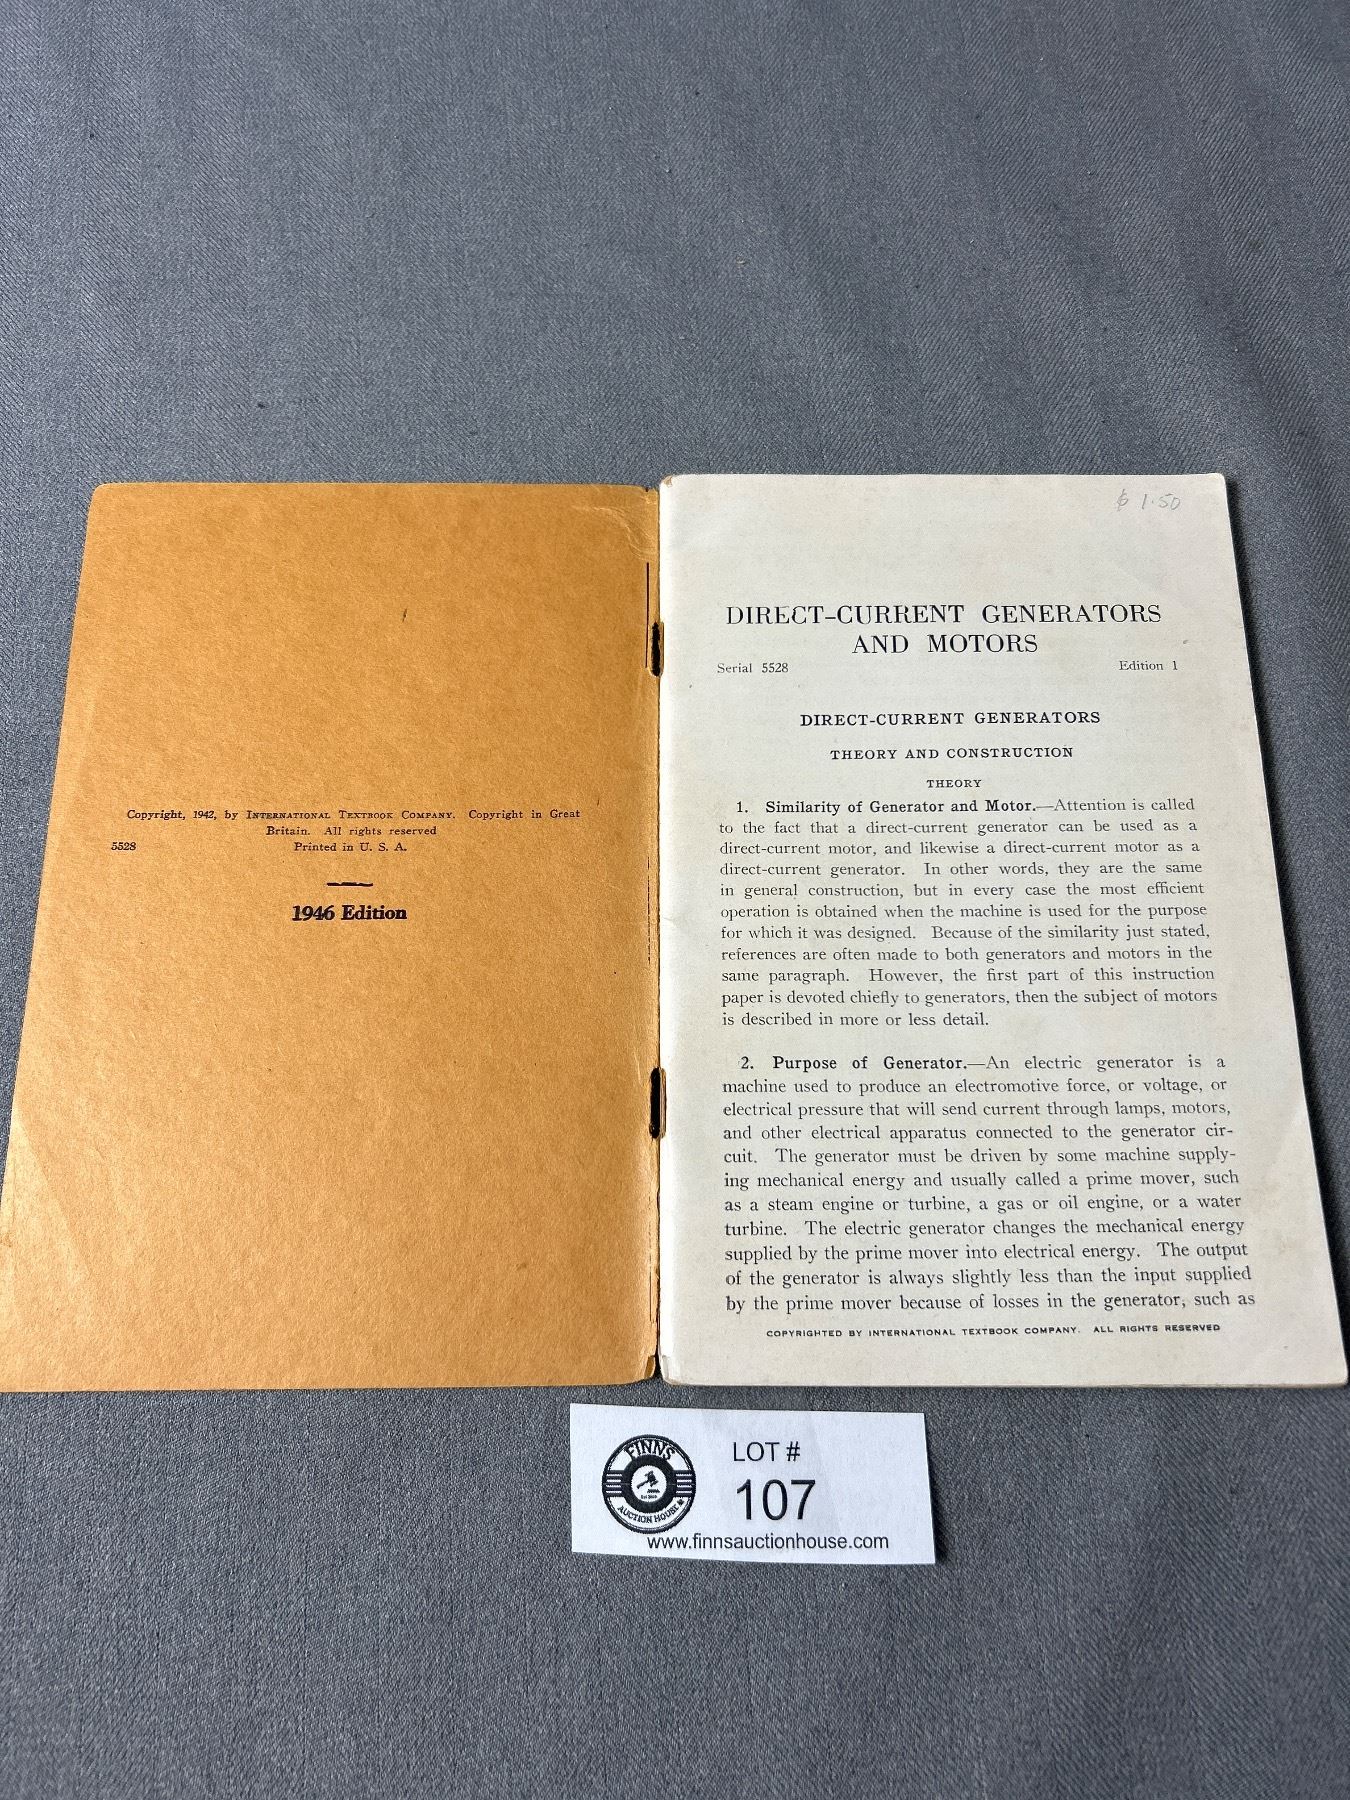 Copyright, 1942, by INTERNATIONAL TEXTBOOK COMPANY. Copyright in Great
Britain. All rights reserved
5528 Printed in U. S. A.
1946 Edition
$ 1.50
DIRECT-CURRENT GENERATORS
AND MOTORS
Serial 5528 Edition 1
DIRECT-CURRENT GENERATORS
THEORY AND CONSTRUCTION
THEORY
1. Similarity of Generator and Motor.—Attention is called
to the fact that a direct-current generator can be used as a
direct-current motor, and likewise a direct-current motor as a
direct-current generator. In other words, they are the same
in general construction, but in every case the most efficient
operation is obtained when the machine is used for the purpose
for which it was designed. Because of the similarity just stated,
references are often made to both generators and motors in the
same paragraph. However, the first part of this instruction
paper is devoted chiefly to generators, then the subject of motors
is described in more or less detail.
2. Purpose of Generator.—An electric generator is a
machine used to produce an electromotive force, or voltage, or
electrical pressure that will send current through lamps, motors,
and other electrical apparatus connected to the generator cir-
cuit. The generator must be driven by some machine supply-
ing mechanical energy and usually called a prime mover, such
as a steam engine or turbine, a gas or oil engine, or a water
turbine. The electric generator changes the mechanical energy
supplied by the prime mover into electrical energy. The output
of the generator is always slightly less than the input supplied
by the prime mover because of losses in the generator, such as
COPYRIGHTED BY INTERNATIONAL TEXTBOOK COMPANY. ALL RIGHTS RESERVED
FINNS
AUCTION HOUSE
LOT #
107
www.finnsauctionhouse.com